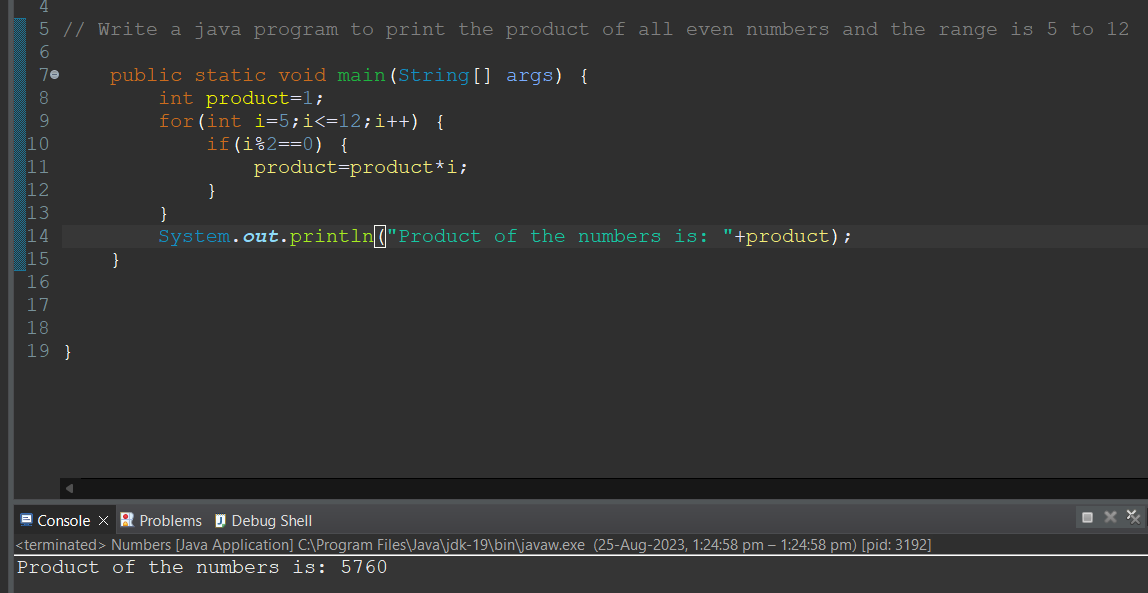 4
5 // Write a java program to print the product of all even numbers and the range is 5 to 12
6
7 public static void main(String[] args) {
8 int product=1;
9 for(int i=5;i<=12;i++) {
10 if(i%2==0) {
11 product=product*i;
12 }
13 }
14 System.out.println("Product of the numbers is: "+product);
15 }
16
17
18
19 }
Console Problems Debug Shell
<terminated> Numbers [Java Application] C:\Program Files\Java\jdk-19\bin\javaw.exe (25-Aug-2023, 1:24:58 pm – 1:24:58 pm) [pid: 3192]
Product of the numbers is: 5760